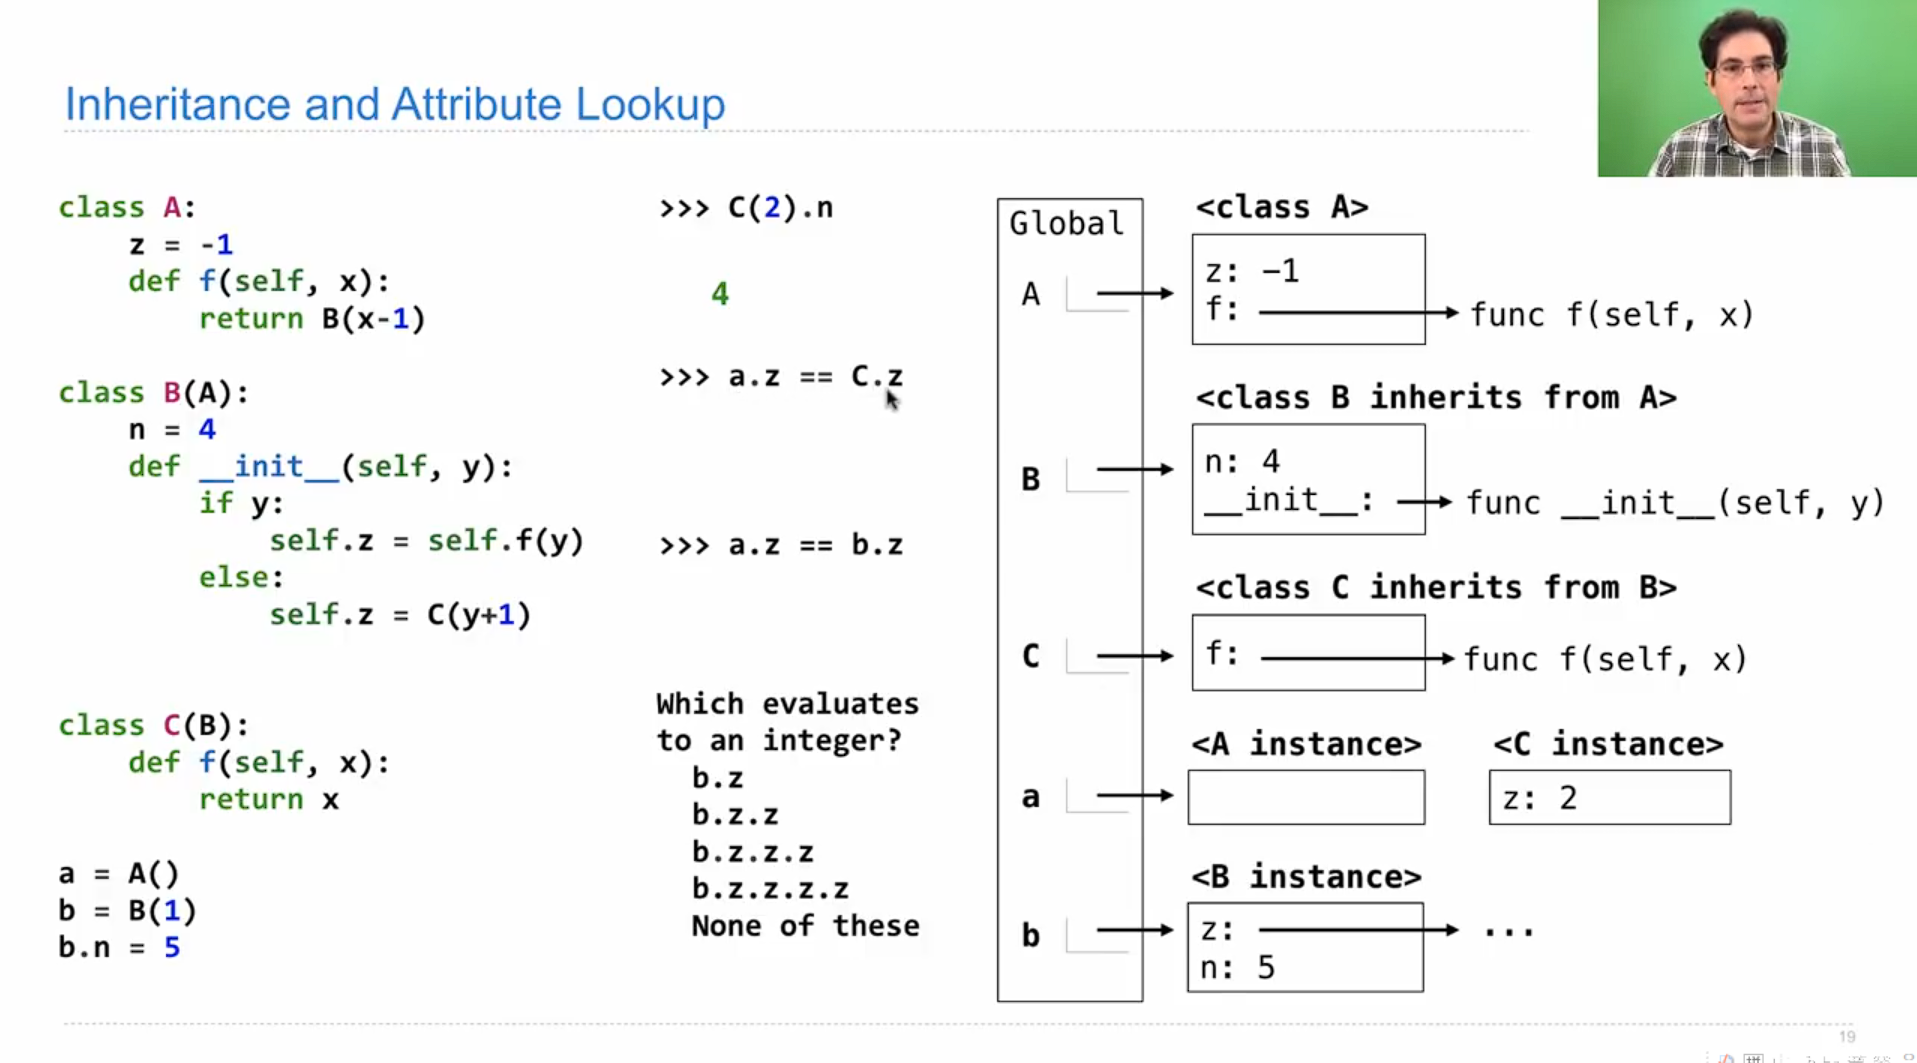 Inheritance and Attribute Lookup
class A:
z = -1
def f(self, x):
return B(x-1)
class B(A):
n = 4
def __init__(self, y):
if y:
self.z = self.f(y)
else:
self.z = C(y+1)
class C(B):
def f(self, x):
return x
a = A()
b = B(1)
b.n = 5
>>> C(2).n
4
>>> a.z == C.z
>>> a.z == b.z
Which evaluates
to an integer?
b.z
b.z.z
b.z.z.z
b.z.z.z.z
None of these
Global
A
B
C
a
b
<class A>
z: −1
f:
func f(self, x)
<class B inherits from A>
n: 4
__init__:
func __init__(self, y)
<class C inherits from B>
f:
func f(self, x)
<A instance>
<C instance>
z: 2
<B instance>
z:
...
n: 5
19